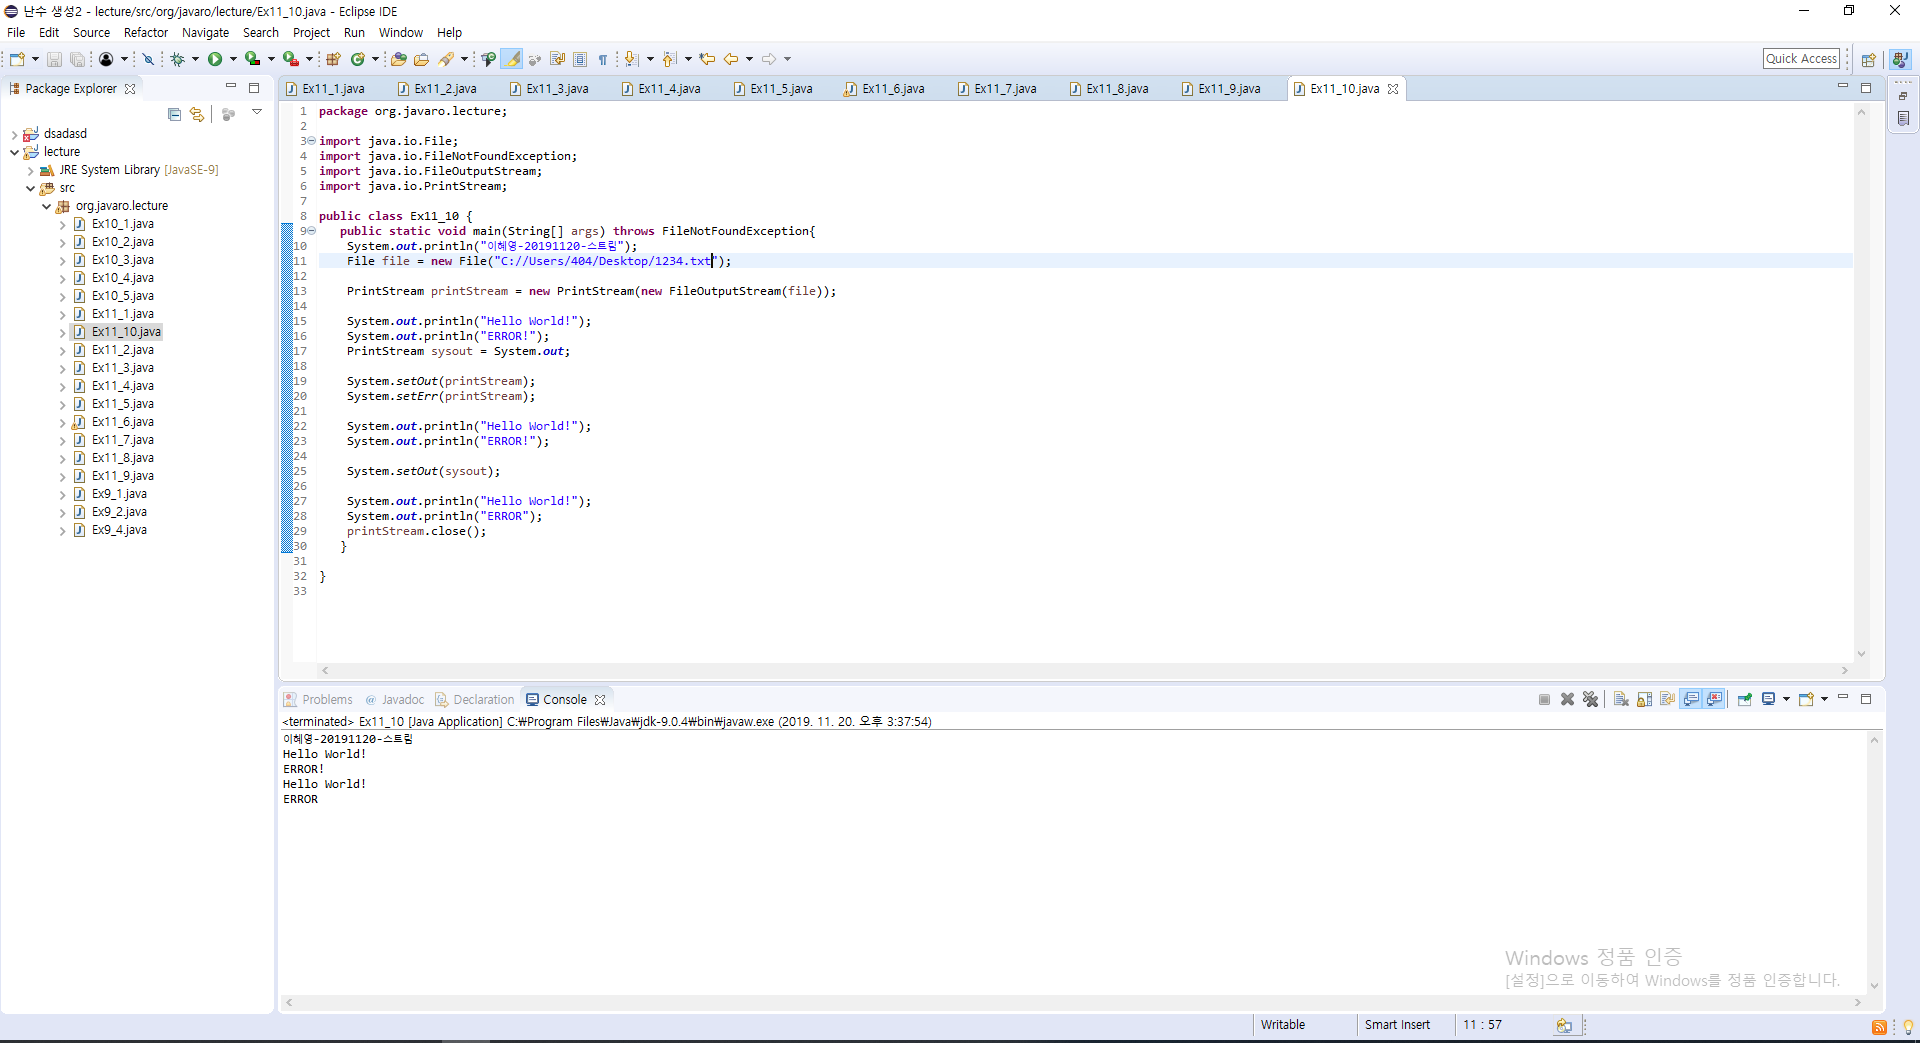 난수 생성2 - lecture/src/org/javaro/lecture/Ex11_10.java - Eclipse IDE
File Edit Source Refactor Navigate Search Project Run Window Help
Quick Access
Package Explorer
dsadasd
lecture
JRE System Library [JavaSE-9]
src
org.javaro.lecture
Ex10_1.java
Ex10_2.java
Ex10_3.java
Ex10_4.java
Ex10_5.java
Ex11_1.java
Ex11_10.java
Ex11_2.java
Ex11_3.java
Ex11_4.java
Ex11_5.java
Ex11_6.java
Ex11_7.java
Ex11_8.java
Ex11_9.java
Ex9_1.java
Ex9_2.java
Ex9_4.java
Ex11_1.java Ex11_2.java Ex11_3.java Ex11_4.java Ex11_5.java Ex11_6.java Ex11_7.java Ex11_8.java Ex11_9.java Ex11_10.java
1 package org.javaro.lecture;
2
3 import java.io.File;
4 import java.io.FileNotFoundException;
5 import java.io.FileOutputStream;
6 import java.io.PrintStream;
7
8 public class Ex11_10 {
9 public static void main(String[] args) throws FileNotFoundException{
10 System.out.println("이혜영-20191120-스트림");
11 File file = new File("C://Users/404/Desktop/1234.txt");
12
13 PrintStream printStream = new PrintStream(new FileOutputStream(file));
14
15 System.out.println("Hello World!");
16 System.out.println("ERROR!");
17 PrintStream sysout = System.out;
18
19 System.setOut(printStream);
20 System.setErr(printStream);
21
22 System.out.println("Hello World!");
23 System.out.println("ERROR!");
24
25 System.setOut(sysout);
26
27 System.out.println("Hello World!");
28 System.out.println("ERROR");
29 printStream.close();
30 }
31
32 }
33
Problems @ Javadoc Declaration Console
<terminated> Ex11_10 [Java Application] C:₩Program Files₩Java₩jdk-9.0.4₩bin₩javaw.exe (2019. 11. 20. 오후 3:37:54)
이혜영-20191120-스트림
Hello World!
ERROR!
Hello World!
ERROR
Windows 정품 인증
[설정]으로 이동하여 Windows를 정품 인증합니다.
Writable Smart Insert 11 : 57